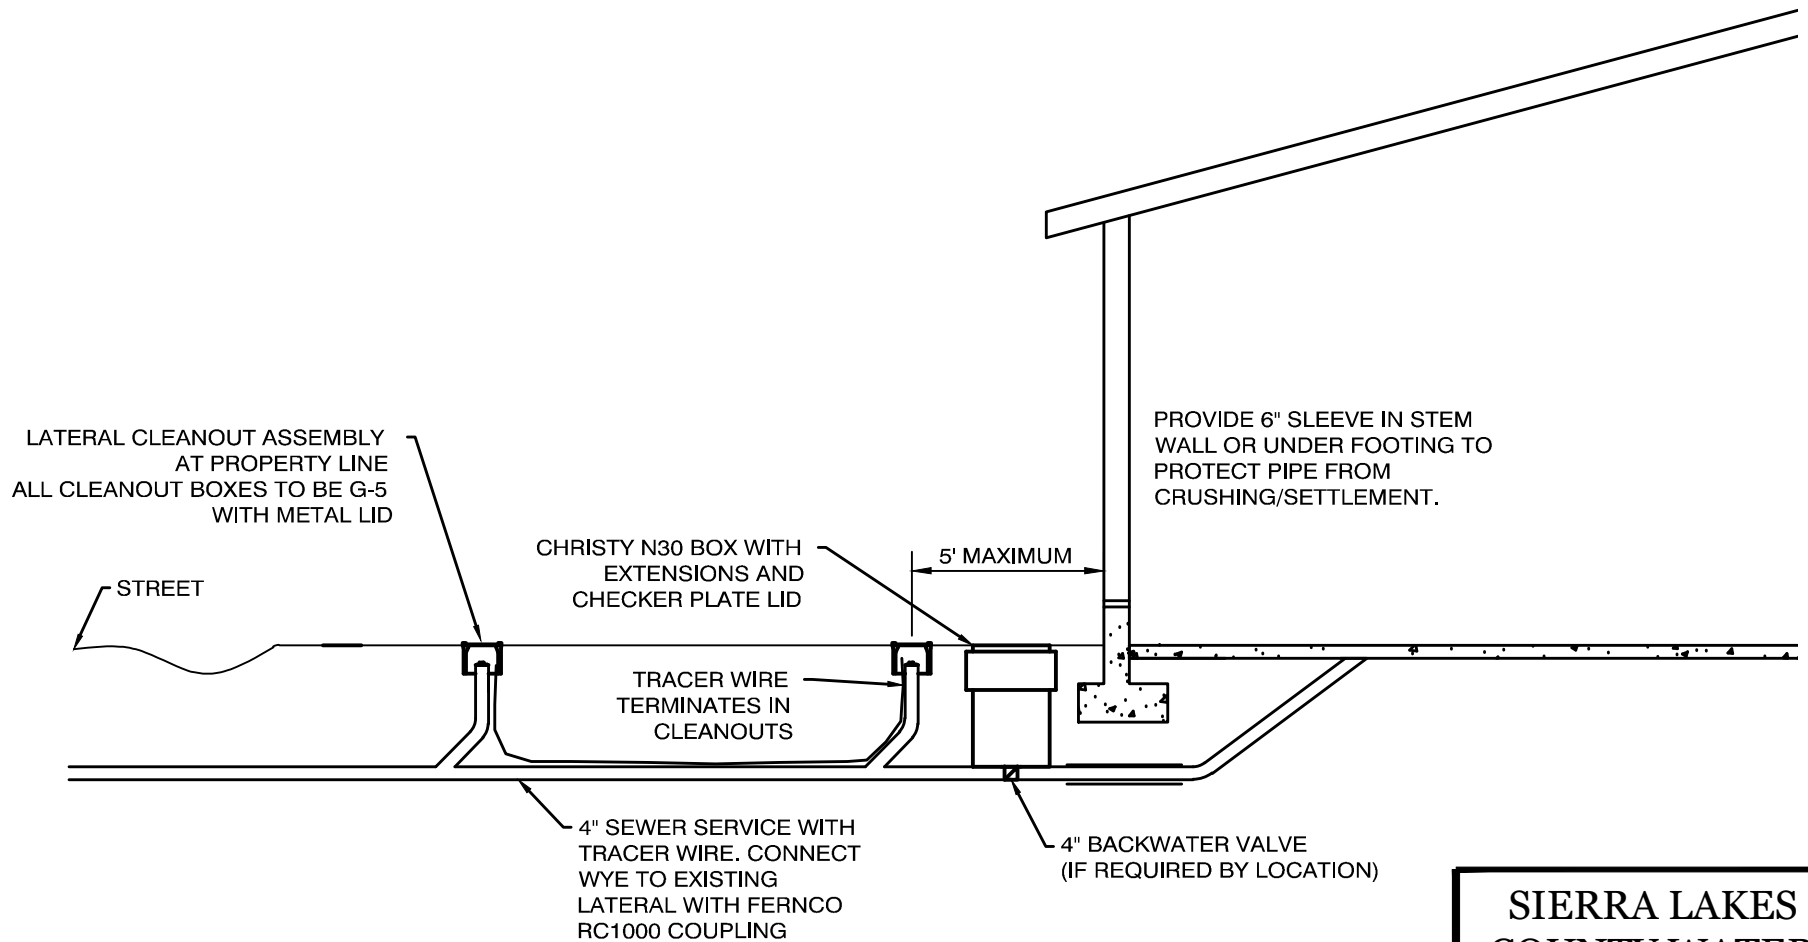 LATERAL CLEANOUT ASSEMBLY
AT PROPERTY LINE
ALL CLEANOUT BOXES TO BE G-5
WITH METAL LID
STREET
CHRISTY N30 BOX WITH
EXTENSIONS AND
CHECKER PLATE LID
5' MAXIMUM
PROVIDE 6" SLEEVE IN STEM
WALL OR UNDER FOOTING TO
PROTECT PIPE FROM
CRUSHING/SETTLEMENT.
TRACER WIRE
TERMINATES IN
CLEANOUTS
4" SEWER SERVICE WITH
TRACER WIRE. CONNECT
WYE TO EXISTING
LATERAL WITH FERNCO
RC1000 COUPLING
4" BACKWATER VALVE
(IF REQUIRED BY LOCATION)
SIERRA LAKES
COUNTY WATER